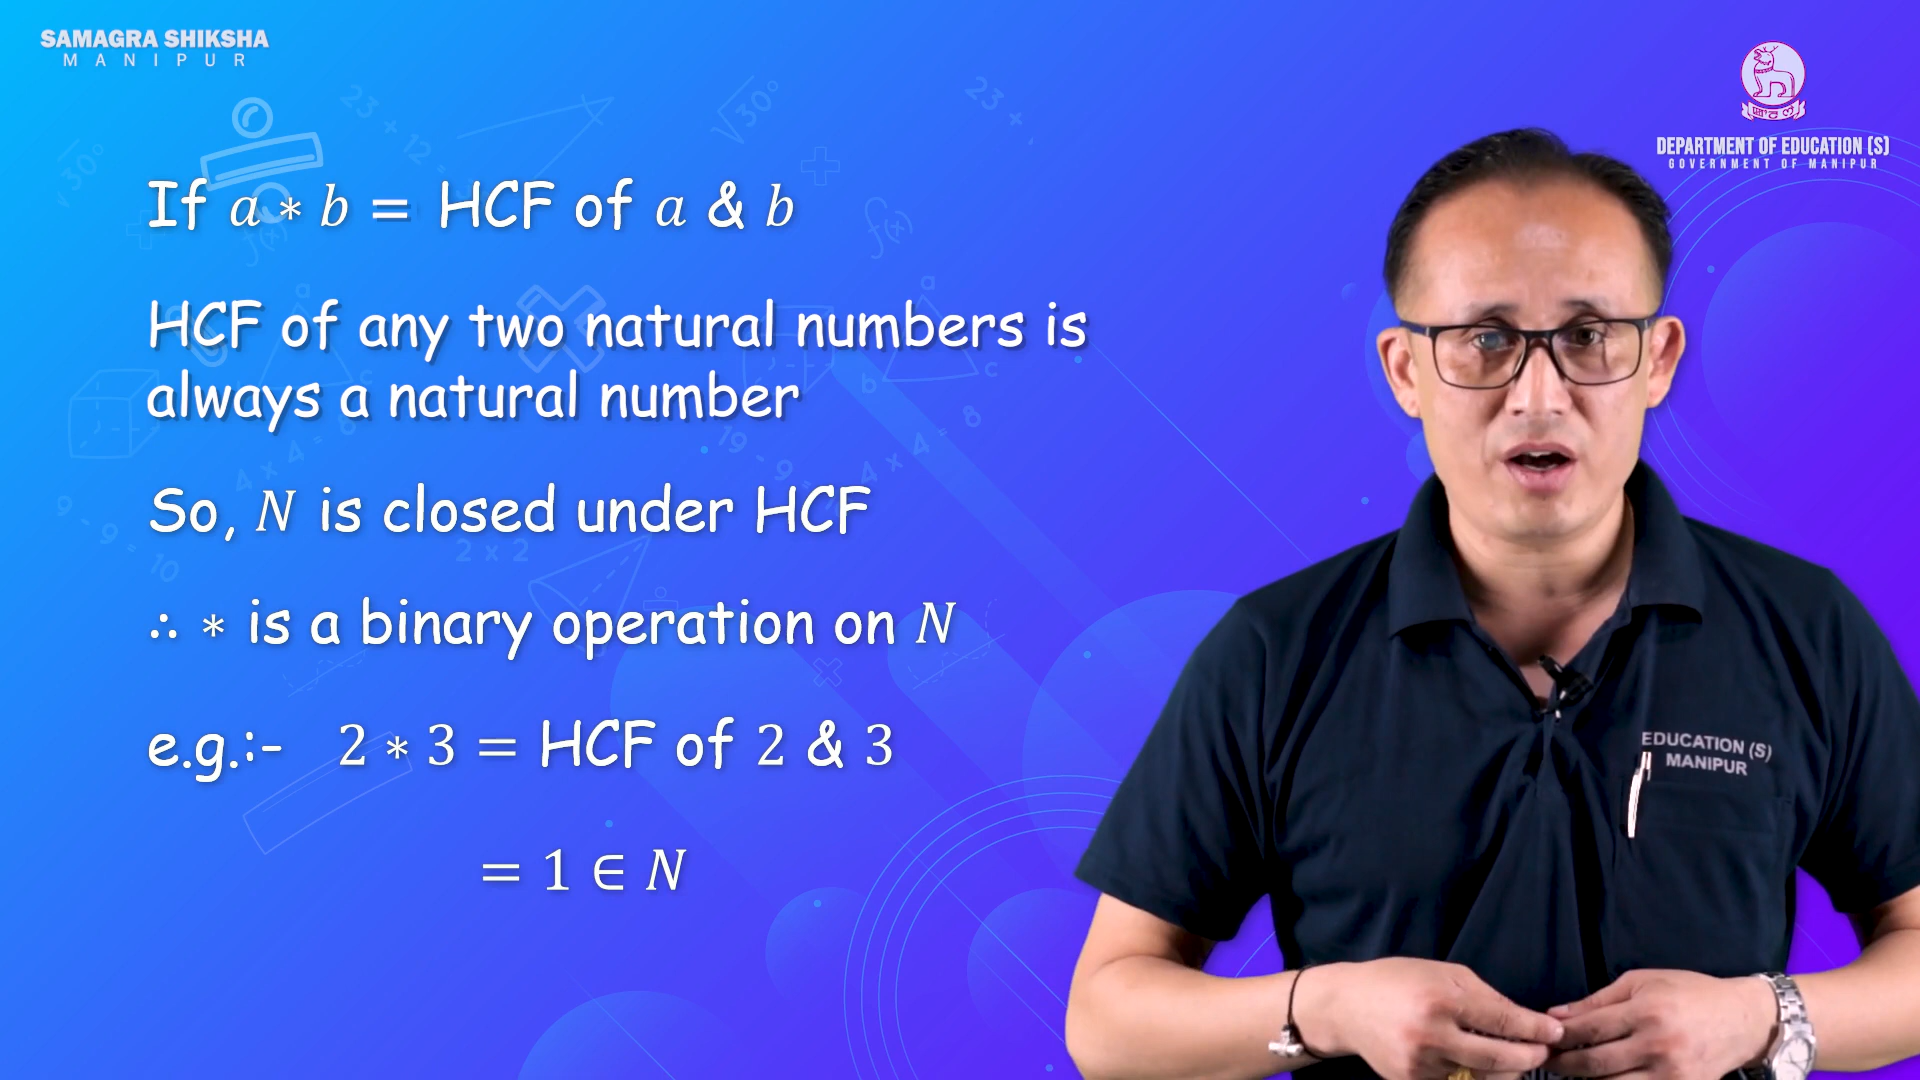 SAMAGRA SHIKSHA
MANIPUR
DEPARTMENT OF EDUCATION (S)
GOVERNMENT OF MANIPUR
If a * b = HCF of a & b
HCF of any two natural numbers is
always a natural number
So, N is closed under HCF
∴ * is a binary operation on N
e.g.:- 2 * 3 = HCF of 2 & 3
= 1 ∈ N
EDUCATION (S)
MANIPUR